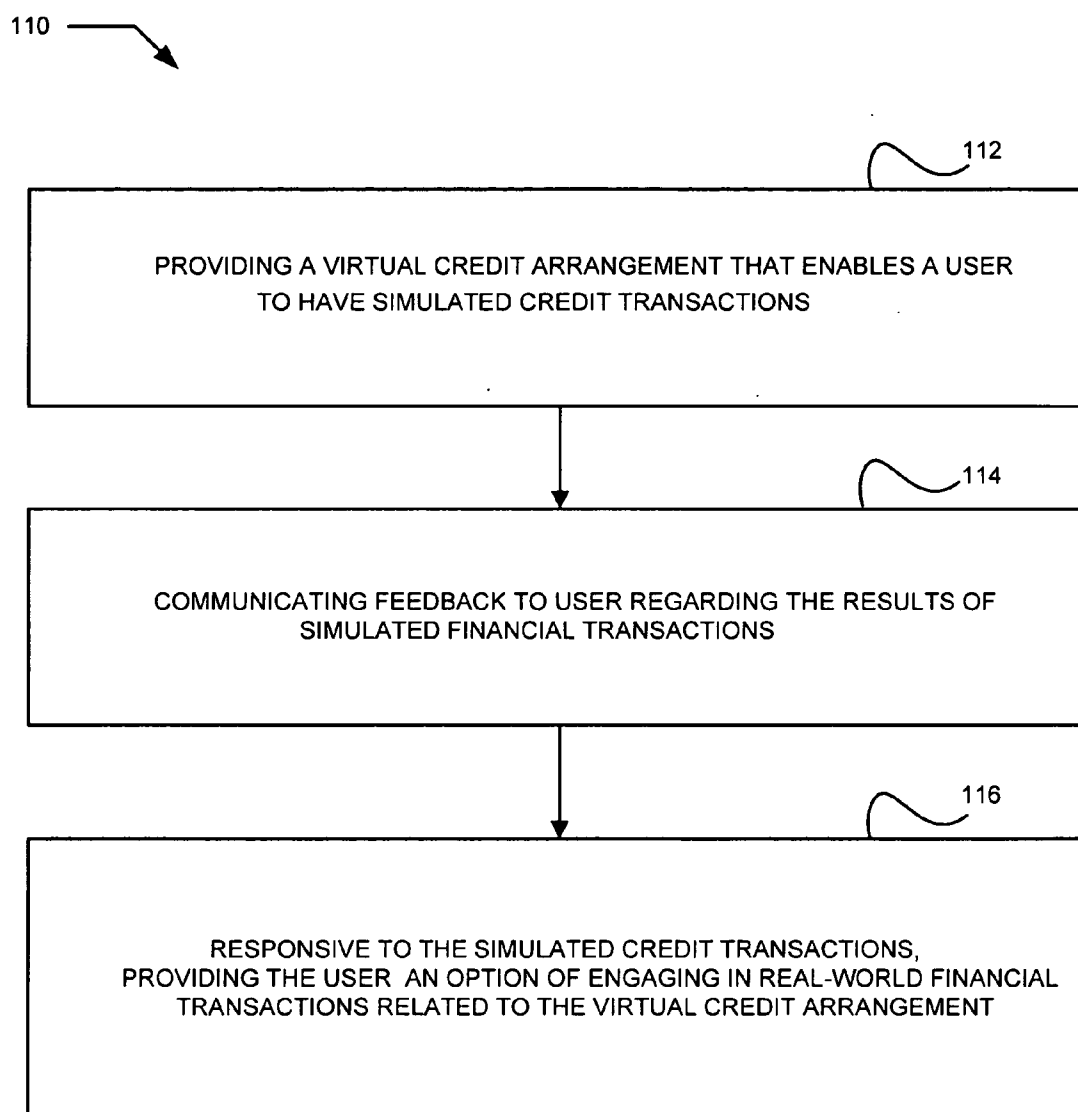 110
112
PROVIDING A VIRTUAL CREDIT ARRANGEMENT THAT ENABLES A USER
TO HAVE SIMULATED CREDIT TRANSACTIONS
114
COMMUNICATING FEEDBACK TO USER REGARDING THE RESULTS OF
SIMULATED FINANCIAL TRANSACTIONS
116
RESPONSIVE TO THE SIMULATED CREDIT TRANSACTIONS,
PROVIDING THE USER AN OPTION OF ENGAGING IN REAL-WORLD FINANCIAL
TRANSACTIONS RELATED TO THE VIRTUAL CREDIT ARRANGEMENT